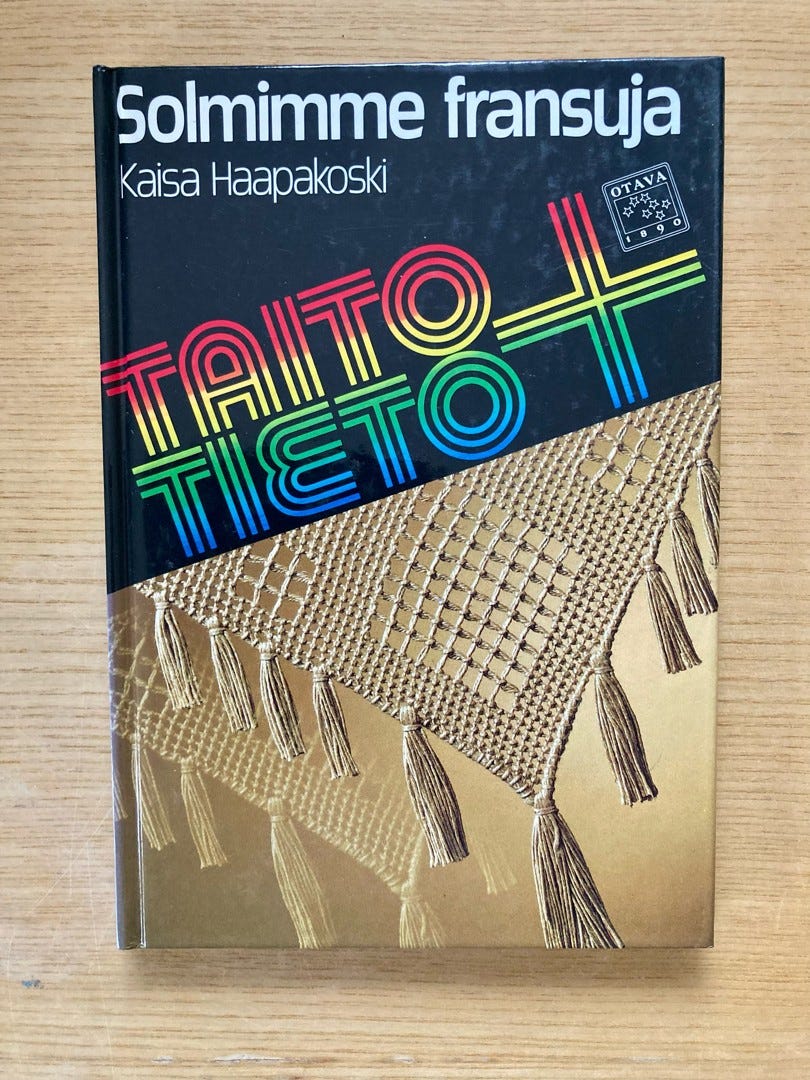 Solmimme fransuja
Kaisa Haapakoski
OTAVA
1890
TAITO
TIETO +